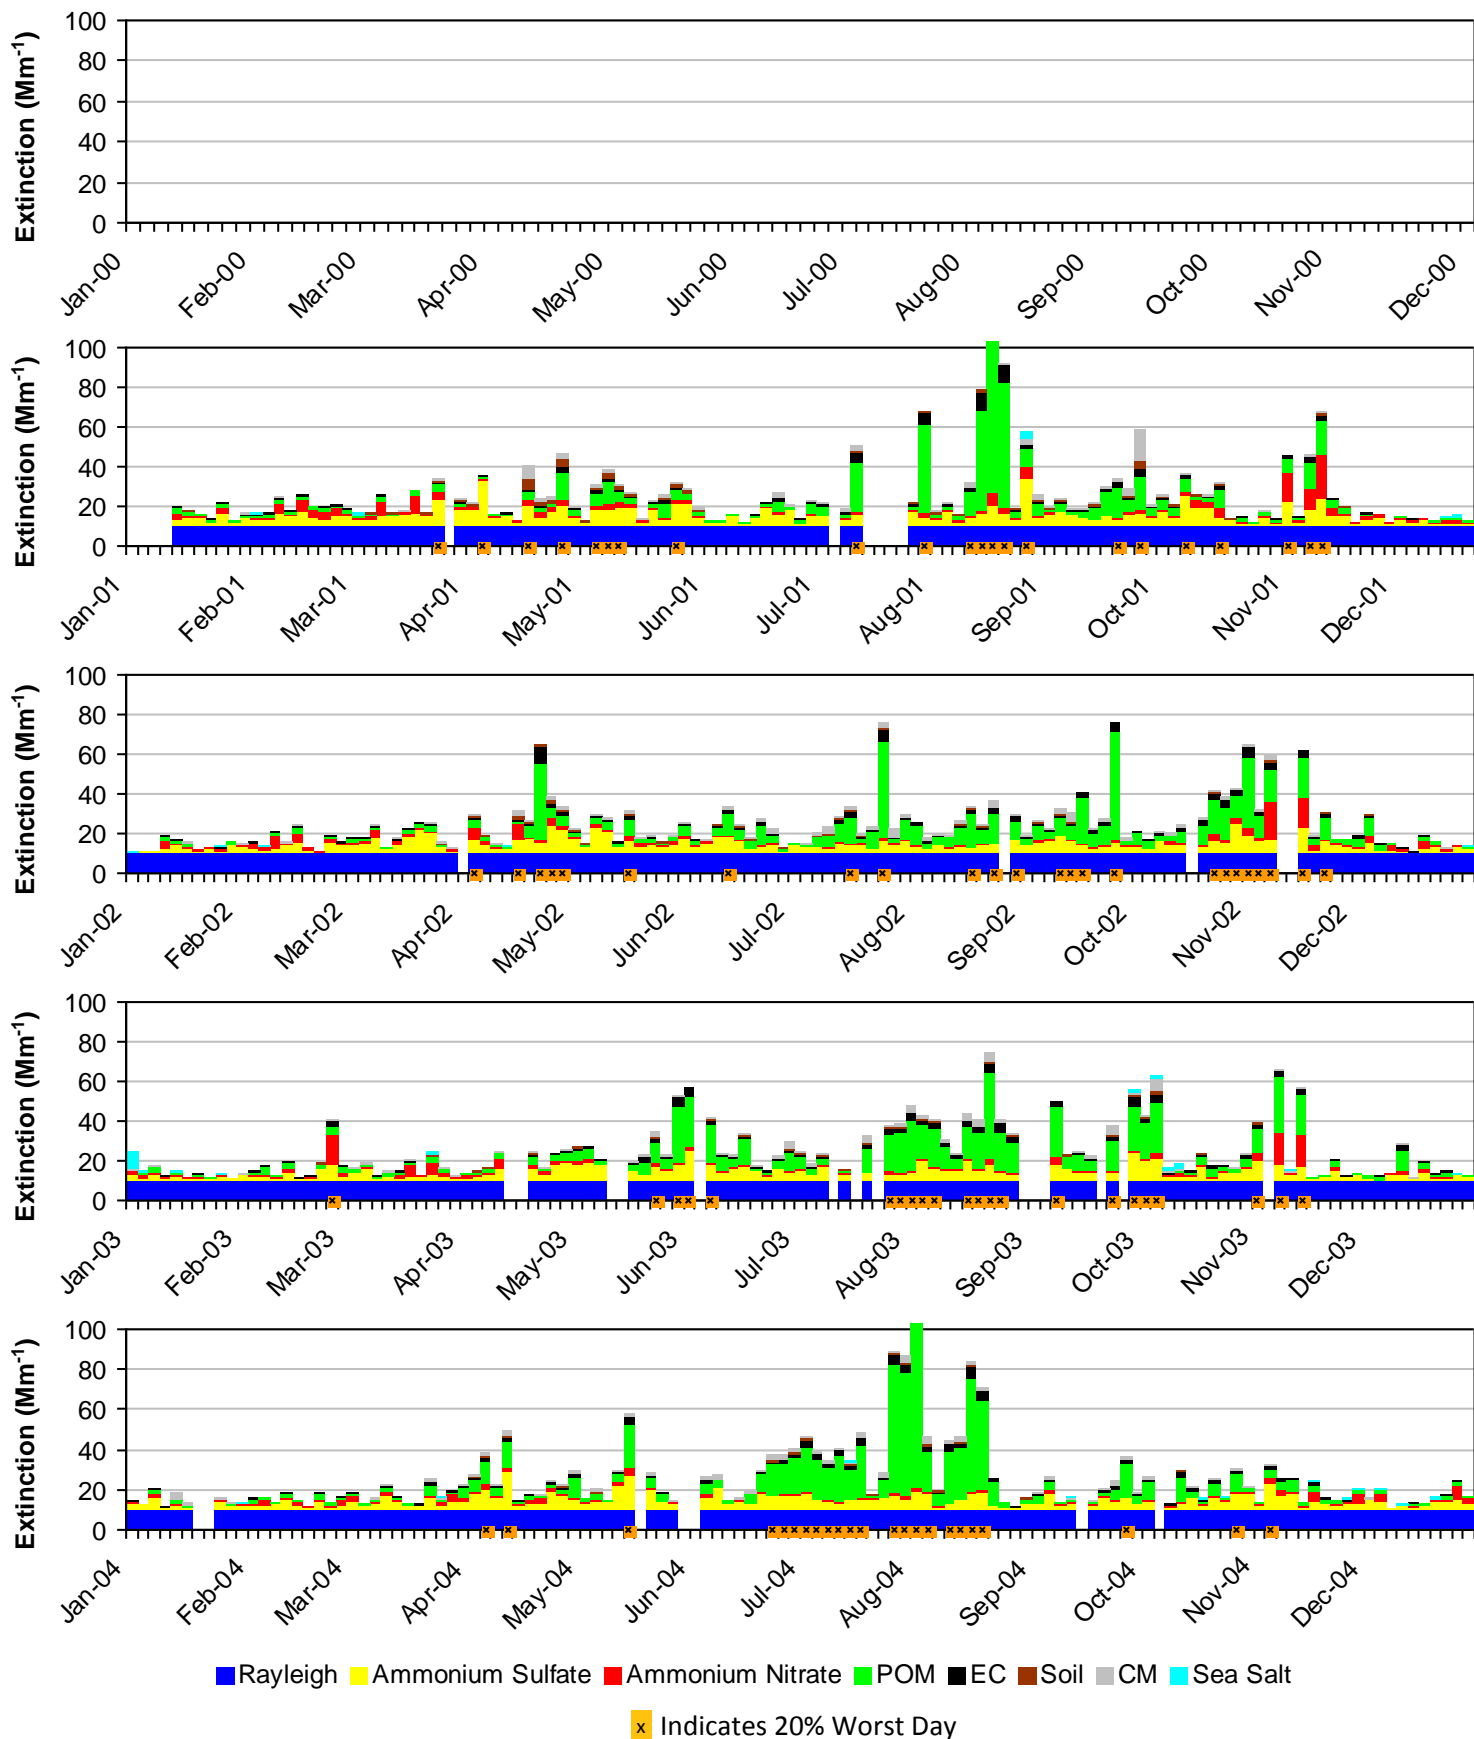 Extinction (Mm-1)
100
80
60
40
20
0
Jan-00 Feb-00 Mar-00 Apr-00 May-00 Jun-00 Jul-00 Aug-00 Sep-00 Oct-00 Nov-00 Dec-00
Extinction (Mm-1)
100
80
60
40
20
0
Jan-01 Feb-01 Mar-01 Apr-01 May-01 Jun-01 Jul-01 Aug-01 Sep-01 Oct-01 Nov-01 Dec-01
Extinction (Mm-1)
100
80
60
40
20
0
Jan-02 Feb-02 Mar-02 Apr-02 May-02 Jun-02 Jul-02 Aug-02 Sep-02 Oct-02 Nov-02 Dec-02
Extinction (Mm-1)
100
80
60
40
20
0
Jan-03 Feb-03 Mar-03 Apr-03 May-03 Jun-03 Jul-03 Aug-03 Sep-03 Oct-03 Nov-03 Dec-03
Extinction (Mm-1)
100
80
60
40
20
0
Jan-04 Feb-04 Mar-04 Apr-04 May-04 Jun-04 Jul-04 Aug-04 Sep-04 Oct-04 Nov-04 Dec-04
Rayleigh Ammonium Sulfate Ammonium Nitrate POM EC Soil CM Sea Salt
x Indicates 20% Worst Day